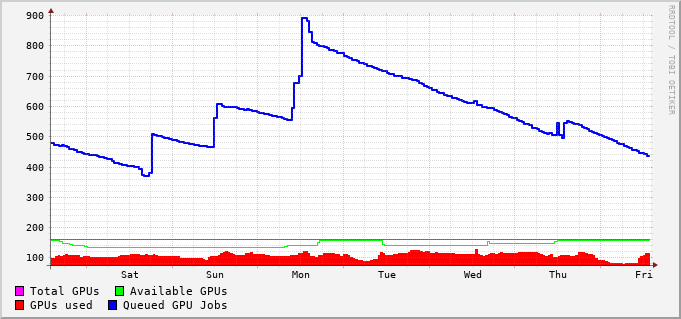 900
800
700
600
500
400
300
200
100
Sat Sun Mon Tue Wed Thu Fri
Total GPUs Available GPUs
GPUs used Queued GPU Jobs
RRDTOOL / TOBI OETIKER